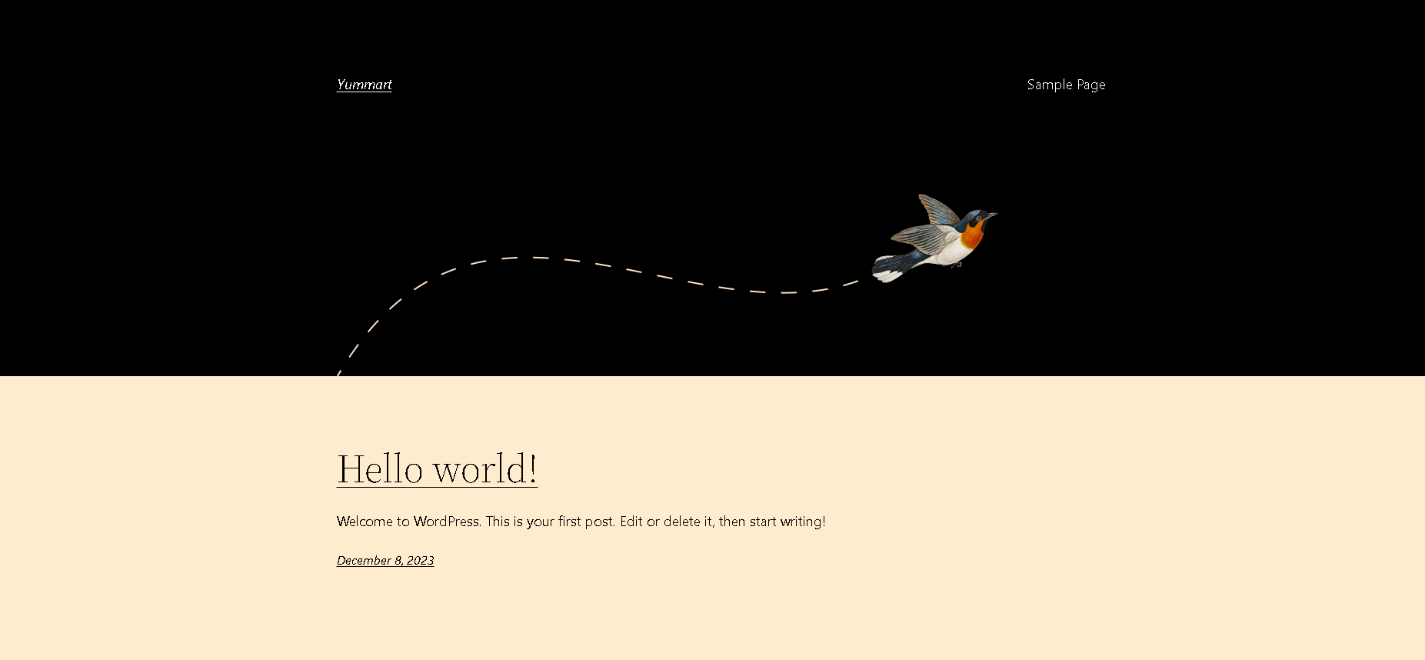 Yummart
Sample Page
Hello world!
Welcome to WordPress. This is your first post. Edit or delete it, then start writing!
December 8, 2023